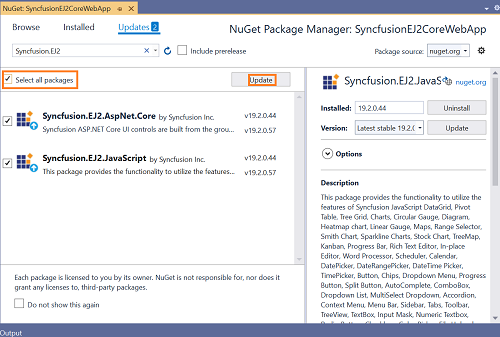 NuGet: SyncfusionEJ2CoreWebApp
Browse
Installed
Updates 2
NuGet Package Manager: SyncfusionEJ2CoreWebApp
Syncfusion.EJ2
Include prerelease
Package source: nuget.org
Select all packages
Update
Syncfusion.EJ2.AspNet.Core by Syncfusion Inc.
v19.2.0.44
Syncfusion ASP.NET Core UI controls are built from the grou...
v19.2.0.57
Syncfusion.EJ2.JavaScript by Syncfusion Inc.
v19.2.0.44
This package provides the functionality to utilize the features...
v19.2.0.57
Each package is licensed to you by its owner. NuGet is not responsible for, nor does it
grant any licenses to, third-party packages.
Do not show this again
Syncfusion.EJ2.JavaS
nuget.org
Installed:
19.2.0.44
Uninstall
Version:
Latest stable 19.2.0
Update
Options
Description
This package provides the functionality to utilize the
features of Syncfusion JavaScript DataGrid, Pivot
Table, Tree Grid, Charts, Circular Gauge, Diagram,
Heatmap chart, Linear Gauge, Maps, Range Selector,
Smith Chart, Sparkline Charts, Stock Chart, TreeMap,
Kanban, Progress Bar, Rich Text Editor, In-place
Editor, Word Processor, Scheduler, Calendar,
DatePicker, DateRangePicker, DateTime Picker,
TimePicker, Button, Chips, Dropdown Menu, Progress
Button, Split Button, AutoComplete, ComboBox,
Dropdown List, MultiSelect Dropdown, Accordion,
Context Menu, Menu Bar, Sidebar, Tabs, Toolbar,
TreeView, TextBox, Input Mask, Numeric Textbox,
Output